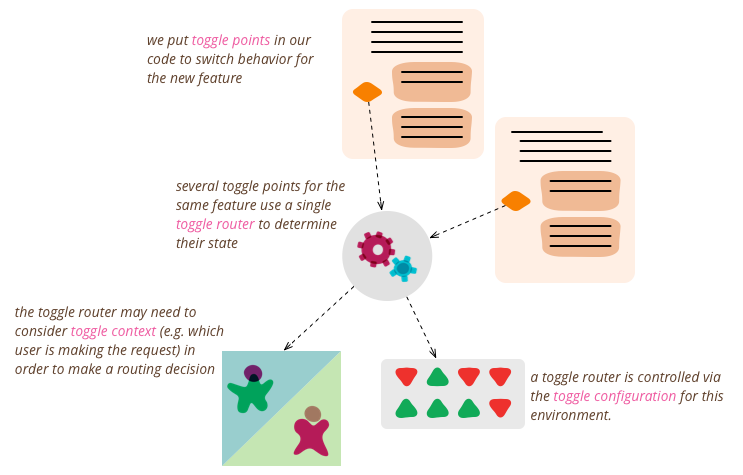 we put toggle points in our
code to switch behavior for
the new feature
several toggle points for the
same feature use a single
toggle router to determine
their state
the toggle router may need to
consider toggle context (e.g. which
user is making the request) in
order to make a routing decision
a toggle router is controlled via
the toggle configuration for this
environment.